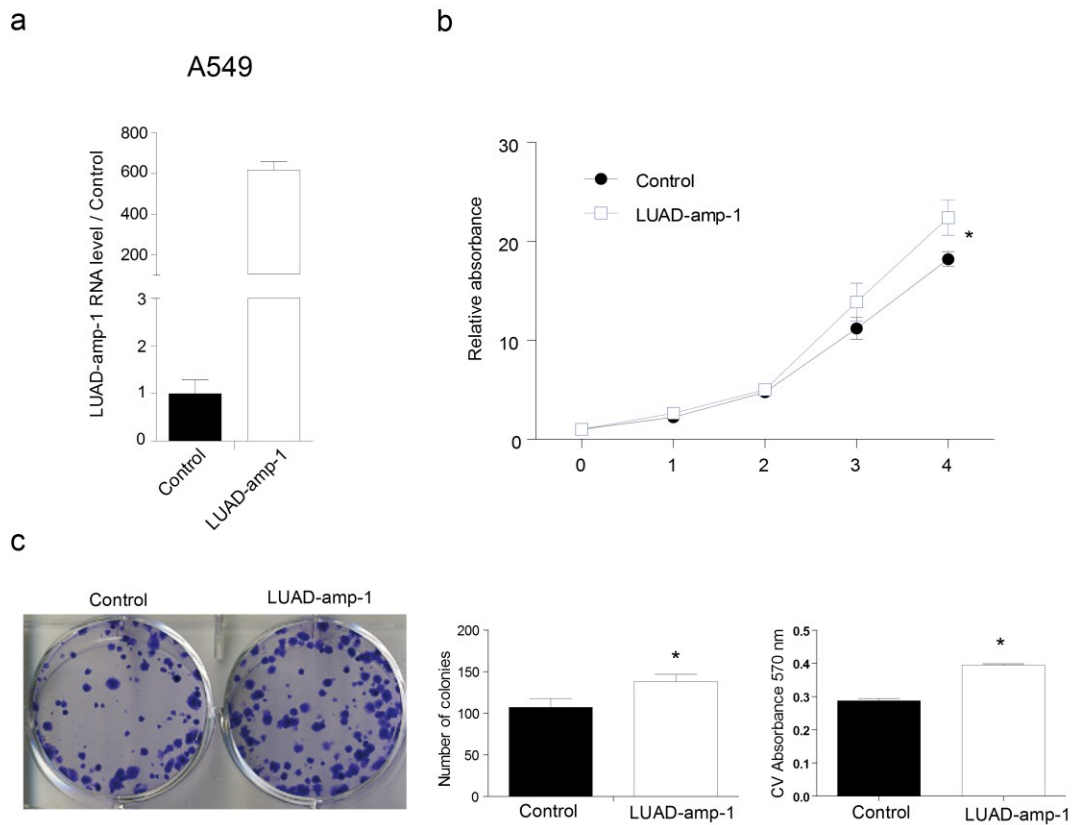 a
A549
LUAD-amp-1 RNA level / Control
800
600
400
200
3
2
1
0
Control
LUAD-amp-1
b
Relative absorbance
30
20
10
0
Control
LUAD-amp-1
*
0 1 2 3 4
c
Control LUAD-amp-1
Number of colonies
200
150
100
50
0
*
Control LUAD-amp-1
CV Absorbance 570 nm
0.5
0.4
0.3
0.2
0.1
0.0
*
Control LUAD-amp-1